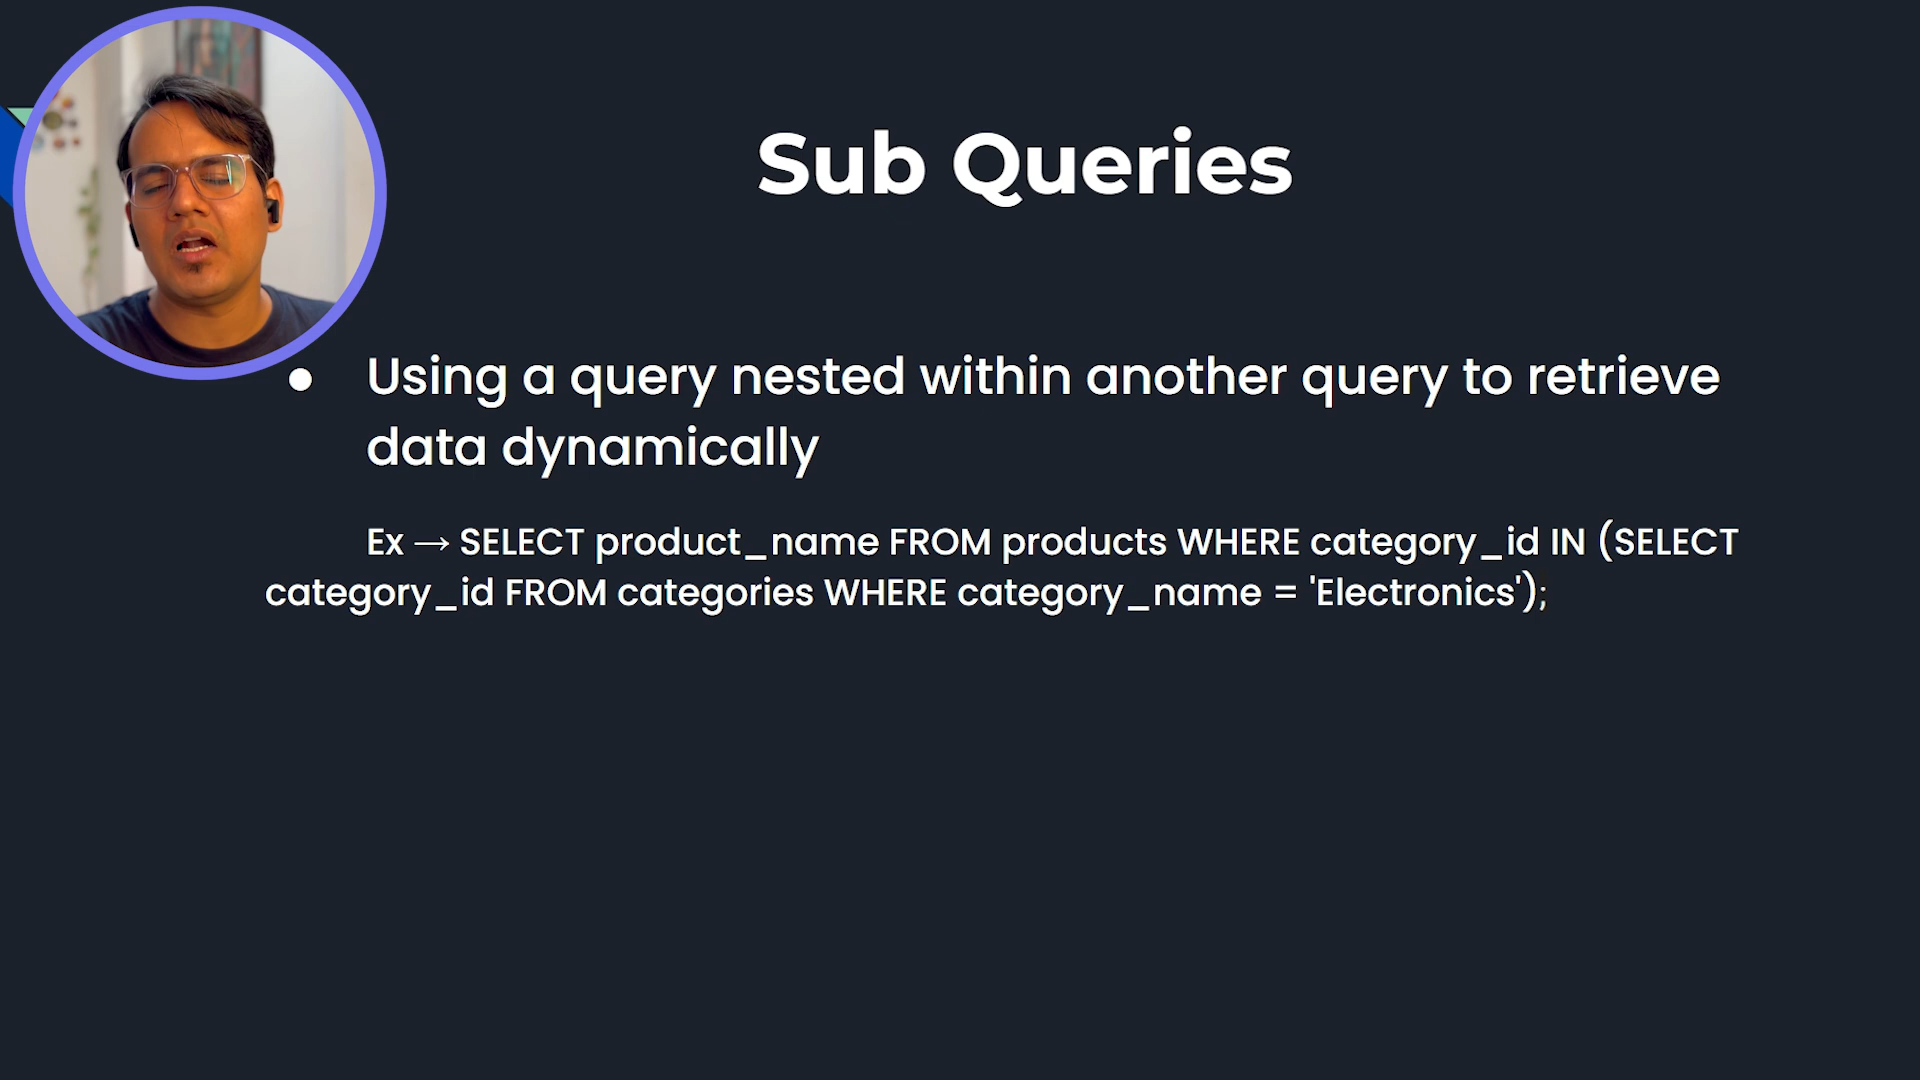 Sub Queries
● Using a query nested within another query to retrieve
data dynamically
Ex → SELECT product_name FROM products WHERE category_id IN (SELECT
category_id FROM categories WHERE category_name = 'Electronics');